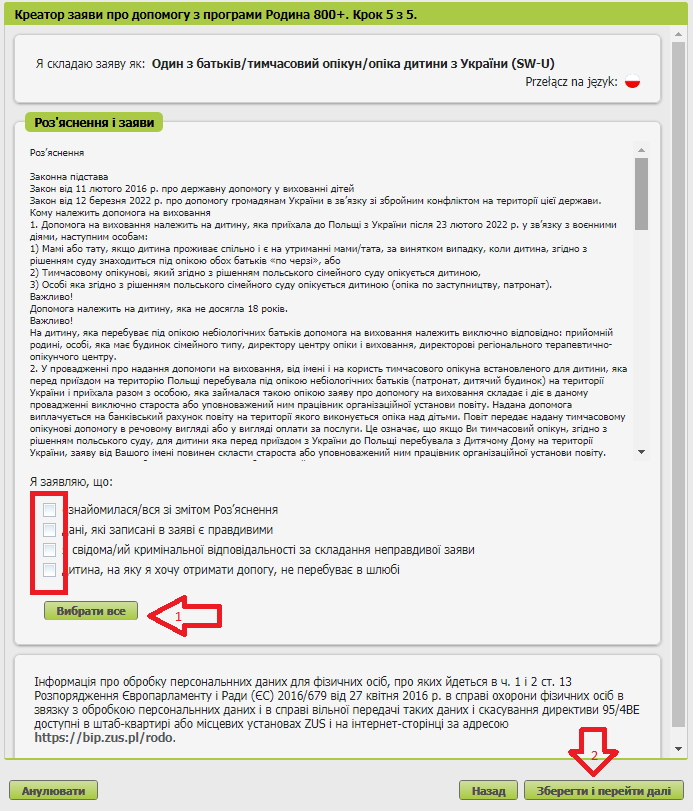 Креатор заяви про допомогу з програми Родина 800+. Крок 5 з 5.
Я складаю заяву як: Один з батьків/тимчасовий опікун/опіка дитини з України (SW-U)
Przełącz na język:
Роз'яснення і заяви
Роз’яснення
Законна підстава
Закон від 11 лютого 2016 р. про державну допомогу у вихованні дітей
Закон від 12 березня 2022 р. про допомогу громадянам України в зв’язку зі збройним конфліктом на території цієї держави.
Кому належить допомога на виховання
1. Допомога на виховання належить на дитину, яка приїхала до Польщі з України після 23 лютого 2022 р. у зв’язку з воєнними
діями, наступним особам:
1) Мамі або тату, якщо дитина проживає спільно і є на утриманні мами/тата, за винятком випадку, коли дитина, згідно з
рішенням суду знаходиться під опікою обох батьків «по черзі», або
2) Тимчасовому опікунові, який згідно з рішенням польського сімейного суду опікується дитиною,
3) Особі яка згідно з рішенням польського сімейного суду опікується дитиною (опіка по заступництву, патронат).
Важливо!
Допомога належить на дитину, яка не досягла 18 років.
Важливо!
На дитину, яка перебуває під опікою небіологічних батьків допомога на виховання належить виключно відповідно: прийомній
родині, особі, яка має будинок сімейного типу, директору центру опіки і виховання, директорові регіонального терапевтично-
опікунчого центру.
2. У провадженні про надання допомоги на виховання, від імені і на користь тимчасового опікуна встановленого для дитини, яка
перед приїздом на територію Польщі перебувала під опікою небіологічних батьків (патронат, дитячий будинок) на території
України і приїхала разом з особою, яка займалася такою опікою заяву про допомогу на виховання складає і діє в даному
провадженні виключно староста або уповноважений ним працівник організаційної установи повіту. Надана допомога
виплачується на банківський рахунок повіту на території якого виконується опіка над дітьми. Повіт передає надану тимчасовому
опікунові допомогу в речовому вигляді або у вигляді оплати за послуги. Це означає, що якщо Ви тимчасовий опікун, згідно з
рішенням польського суду, для дитини яка перед приїздом з України до Польщі перебувала з Дитячому Дому на території
України, заяву від Вашого імені повинен скласти староста або уповноважений ним працівник організаційної установи повіту.
Я заявляю, що:
ознайомилася/вся зі змітом Роз’яснення
дані, які записані в заяві є правдивими
я свідома/ий кримінальної відповідальності за складання неправдивої заяви
дитина, на яку я хочу отримати допогу, не перебуває в шлюбі
Вибрати все
1
Інформація про обробку персональнних даних для фізичних осіб, про яких йдеться в ч. 1 і 2 ст. 13
Розпорядження Європарламенту і Ради (ЄС) 2016/679 від 27 квітня 2016 р. в справі охорони фізичних осіб в
звязку з обробкою персональних даних і в справі вільної передачі таких даних і скасування директиви 95/4ВЕ
доступні в штаб-квартирі або місцевих установах ZUS і на інтернет-сторінці за адресою
https://bip.zus.pl/rodo.
2
Анулювати
Назад
Зберегти і перейти далі